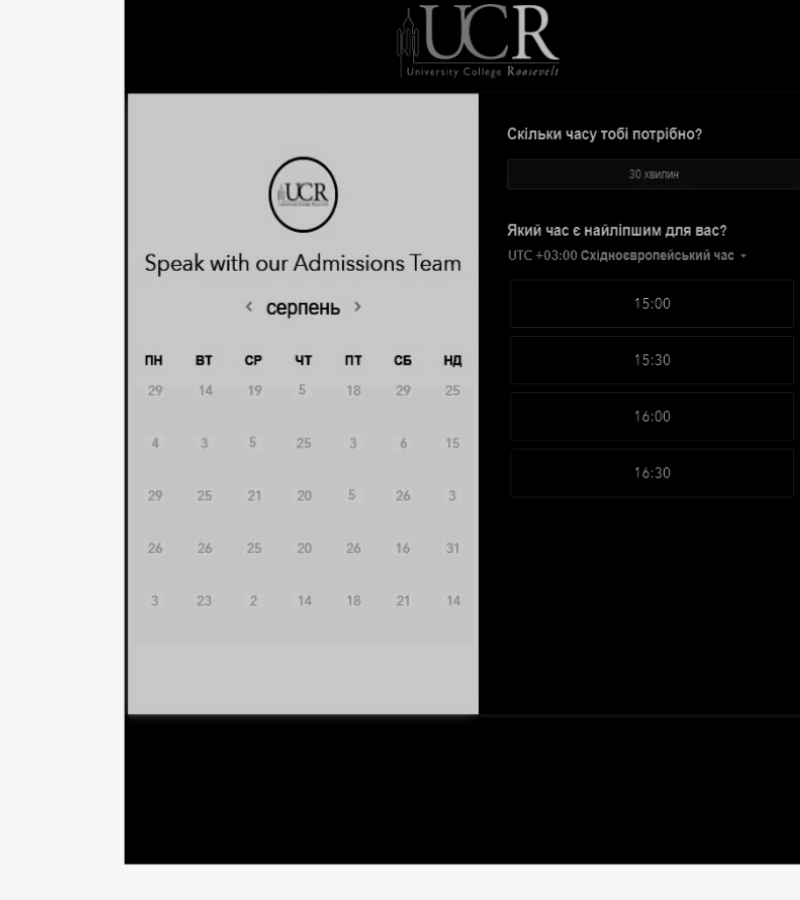 UCR
University College Roosevelt
UCR
Speak with our Admissions Team
серпень
ПН ВТ СР ЧТ ПТ СБ НД
29 14 19 5 18 29 25
4 3 5 25 3 6 15
29 25 21 20 5 26 3
26 26 25 20 26 16 31
3 23 2 14 18 21 14
Скільки часу тобі потрібно?
30 хвилин
Який час є найліпшим для вас?
UTC +03:00 Східноєвропейський час
15:00
15:30
16:00
16:30